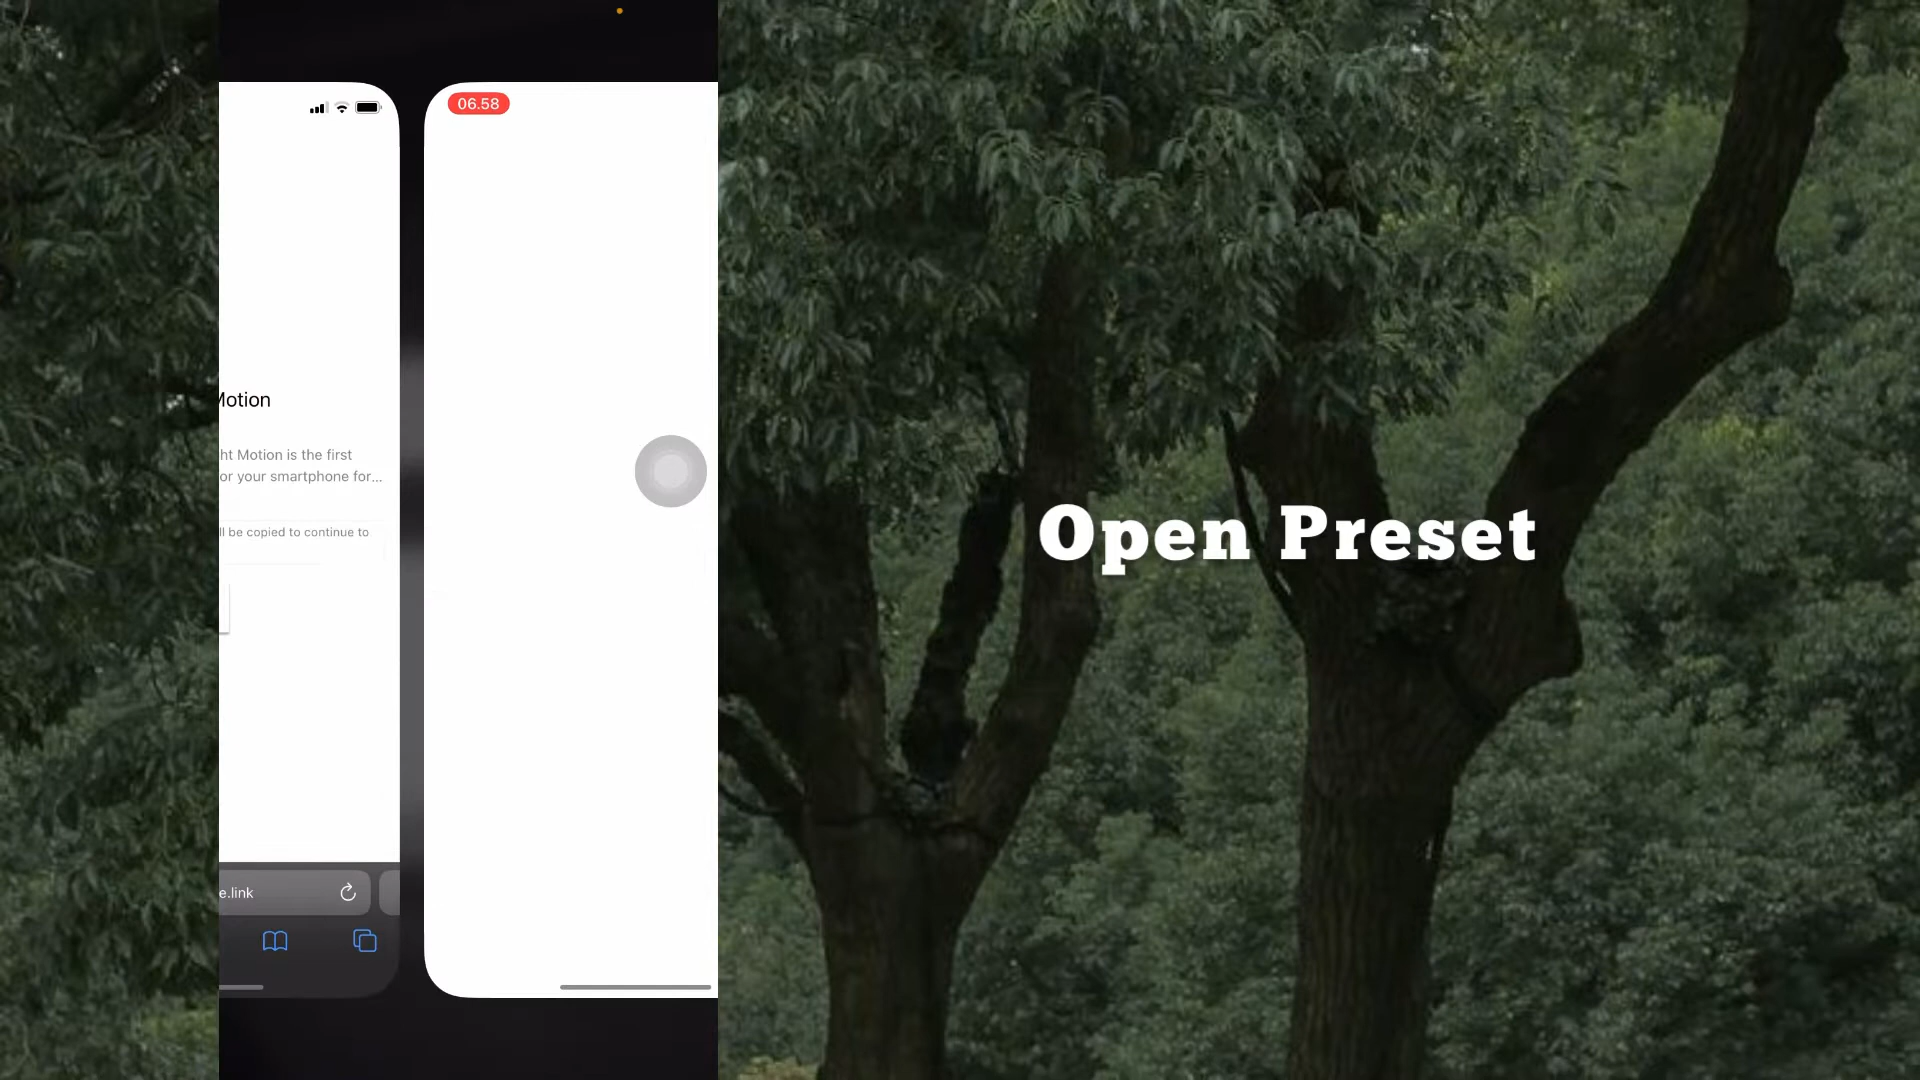 06.58
Motion
ht Motion is the first
or your smartphone for...
ll be copied to continue to
e.link
Open Preset